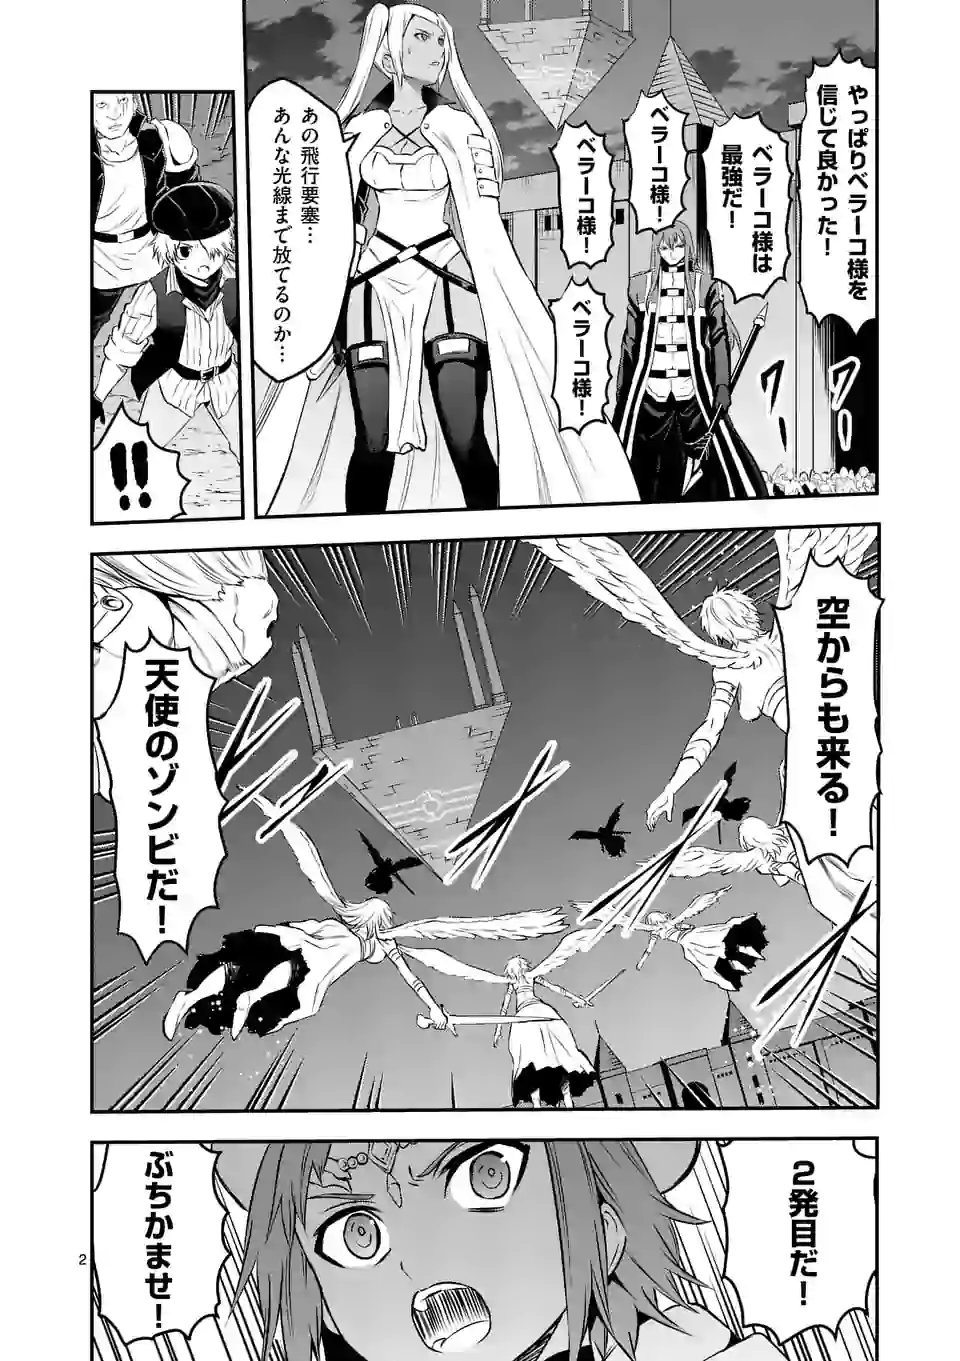 やっぱりベラーコ様を
信じて良かった！
ベラーコ様は
最強だ！
ベラーコ様！
ベラーコ様！
ベラーコ様！
ワー
ワー
あの飛行要塞…
あんな光線まで放てるのか…
!!
空からも来る！
天使のゾンビだ！
２発目だ！
ぶちかませ！
2